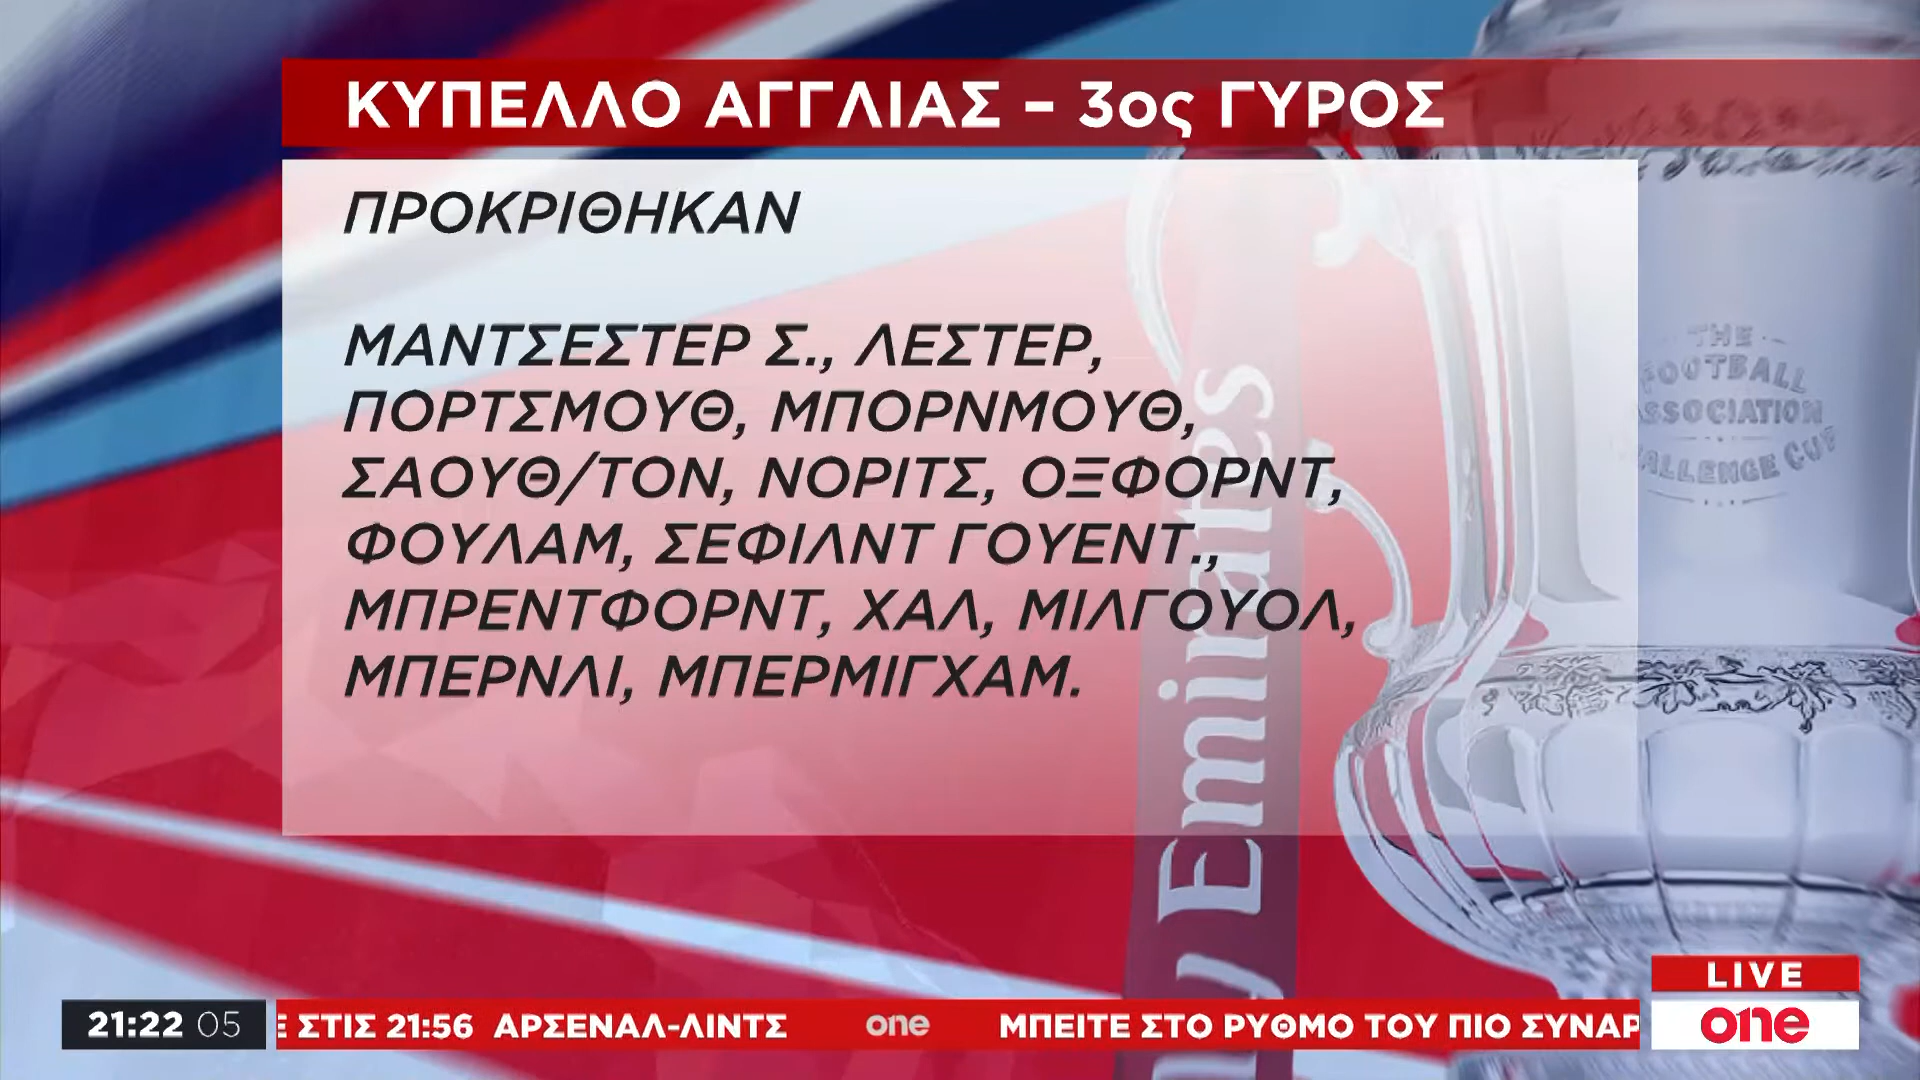 ΚΥΠΕΛΛΟ ΑΓΓΛΙΑΣ – 3ος ΓΥΡΟΣ
ΠΡΟΚΡΙΘΗΚΑΝ
ΜΑΝΤΣΕΣΤΕΡ Σ., ΛΕΣΤΕΡ,
ΠΟΡΤΣΜΟΥΘ, ΜΠΟΡΝΜΟΥΘ,
ΣΑΟΥΘ/ΤΟΝ, ΝΟΡΙΤΣ, ΟΞΦΟΡΝΤ,
ΦΟΥΛΑΜ, ΣΕΦΙΛΝΤ ΓΟΥΕΝΤ.,
ΜΠΡΕΝΤΦΟΡΝΤ, ΧΑΛ, ΜΙΛΓΟΥΟΛ,
ΜΠΕΡΝΛΙ, ΜΠΕΡΜΙΓΧΑΜ.
THE
FOOTBALL
ASSOCIATION
CHALLENGE CUP
Emirates
y Emirates
LIVE
one
21:22 05
Ε ΣΤΙΣ 21:56 ΑΡΣΕΝΑΛ-ΛΙΝΤΣ one ΜΠΕΙΤΕ ΣΤΟ ΡΥΘΜΟ ΤΟΥ ΠΙΟ ΣΥΝΑΡ